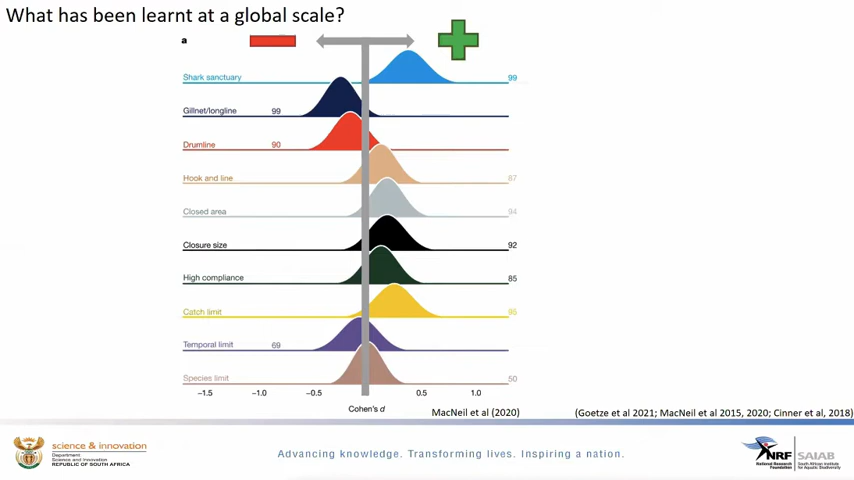 What has been learnt at a global scale?
a
Shark sanctuary 99
Gillnet/longline 99
Drumline 90
Hook and line 87
Closed area 94
Closure size 92
High compliance 85
Catch limit 95
Temporal limit 69
Species limit 50
–1.5 –1.0 –0.5 0.5 1.0
Cohen's d
MacNeil et al (2020)
(Goetze et al 2021; MacNeil et al 2015, 2020; Cinner et al, 2018)
science & innovation
Department:
Science and Innovation
REPUBLIC OF SOUTH AFRICA
Advancing knowledge. Transforming lives. Inspiring a nation.
NRF
National Research
Foundation
SAIAB
South African Institute
for Aquatic Biodiversity